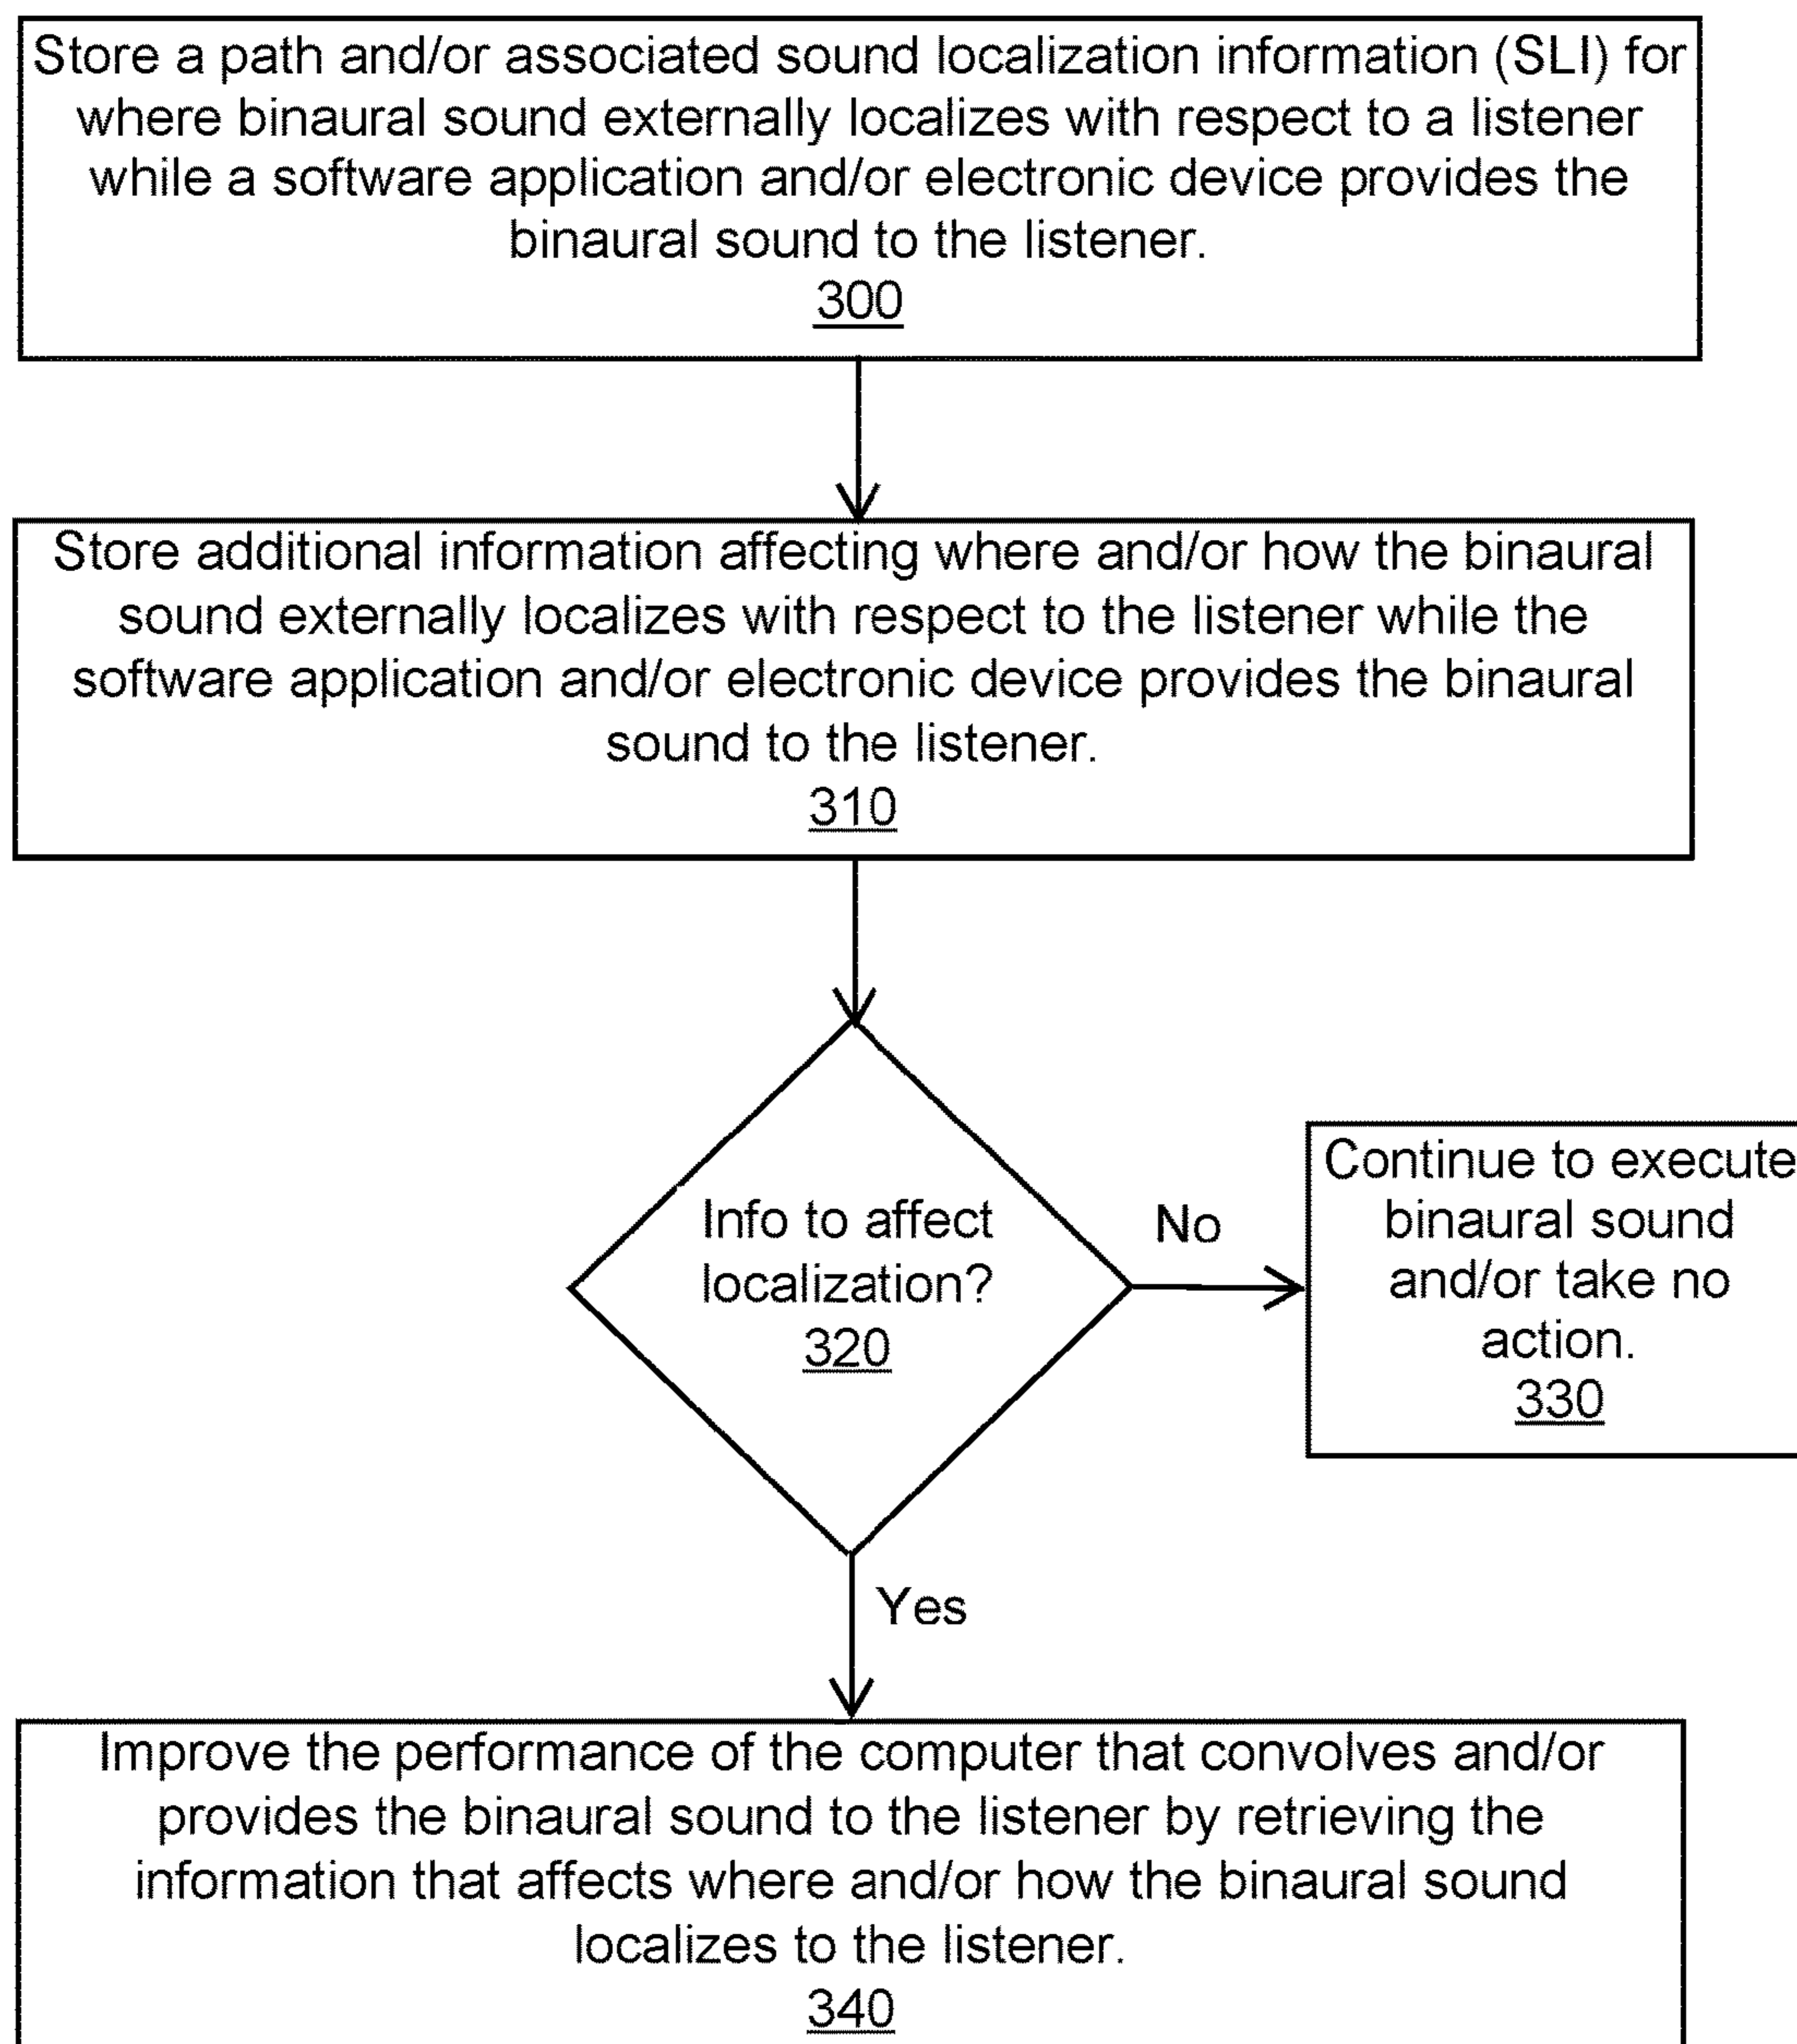 Store a path and/or associated sound localization information (SLI) for
where binaural sound externally localizes with respect to a listener
while a software application and/or electronic device provides the
binaural sound to the listener.
300
Store additional information affecting where and/or how the binaural
sound externally localizes with respect to the listener while the
software application and/or electronic device provides the binaural
sound to the listener.
310
Info to affect
localization?
320
No
Continue to execute
binaural sound
and/or take no
action.
330
Yes
Improve the performance of the computer that convolves and/or
provides the binaural sound to the listener by retrieving the
information that affects where and/or how the binaural sound
localizes to the listener.
340